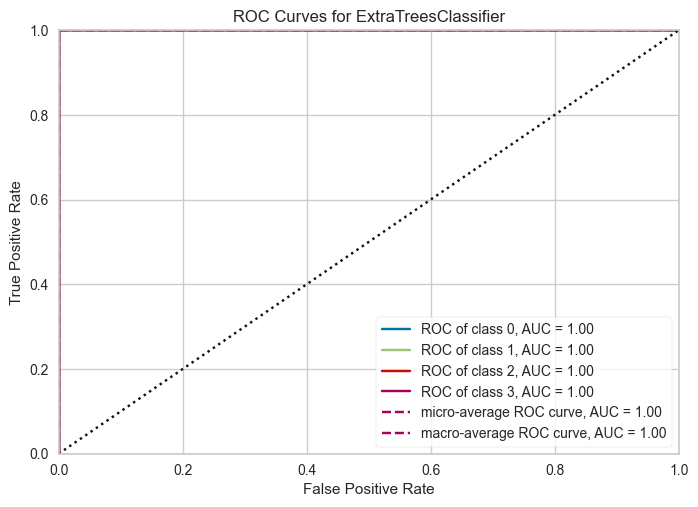 ROC Curves for ExtraTreesClassifier
1.0
0.8
0.6
0.4
0.2
0.0
True Positive Rate
ROC of class 0, AUC = 1.00
ROC of class 1, AUC = 1.00
ROC of class 2, AUC = 1.00
ROC of class 3, AUC = 1.00
micro-average ROC curve, AUC = 1.00
macro-average ROC curve, AUC = 1.00
0.0 0.2 0.4 0.6 0.8 1.0
False Positive Rate